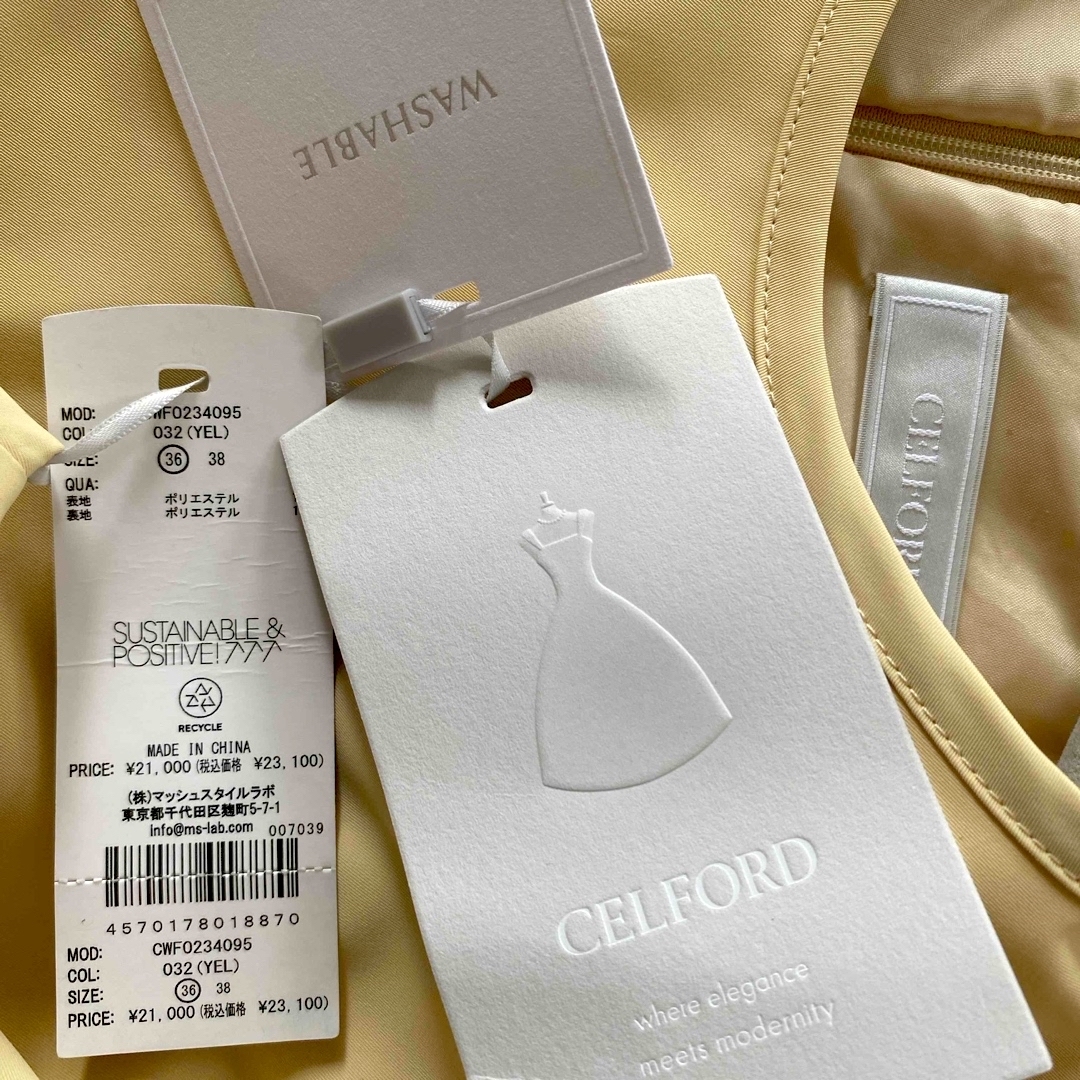 WASHABLE
MOD: WF0234095
COL: 032(YEL)
SIZE: 36 38
QUA:
表地 ポリエステル
裏地 ポリエステル
SUSTAINABLE &
POSITIVE!
RECYCLE
MADE IN CHINA
PRICE: ¥21,000(税込価格 ¥23,100)
(株)マッシュスタイルラボ
東京都千代田区麹町5-7-1
info@ms-lab.com 007039
4570178018870
MOD: CWF0234095
COL: 032(YEL)
SIZE: 36 38
PRICE: ¥21,000(税込価格 ¥23,100)
CELFORD
where elegance
meets modernity
CELFOR